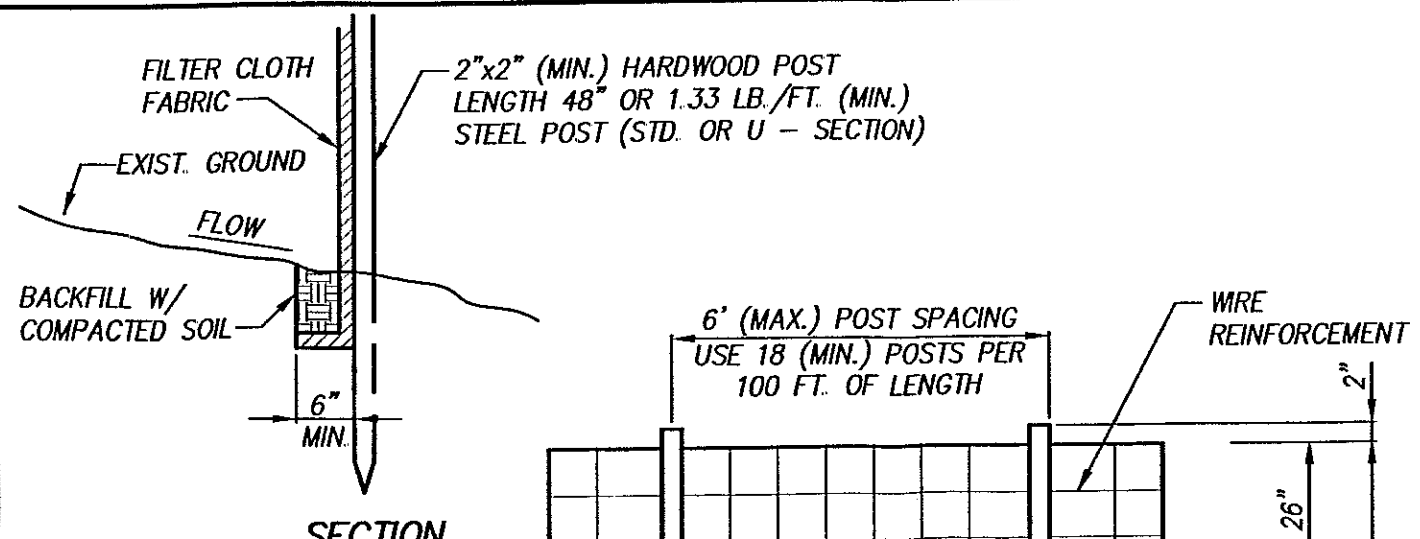 FILTER CLOTH
FABRIC
2"x2" (MIN.) HARDWOOD POST
LENGTH 48" OR 1.33 LB./FT. (MIN.)
STEEL POST (STD. OR U - SECTION)
EXIST. GROUND
FLOW
BACKFILL W/
COMPACTED SOIL
6"
MIN.
6' (MAX.) POST SPACING
USE 18 (MIN.) POSTS PER
100 FT. OF LENGTH
WIRE
REINFORCEMENT
2"
26"
SECTION